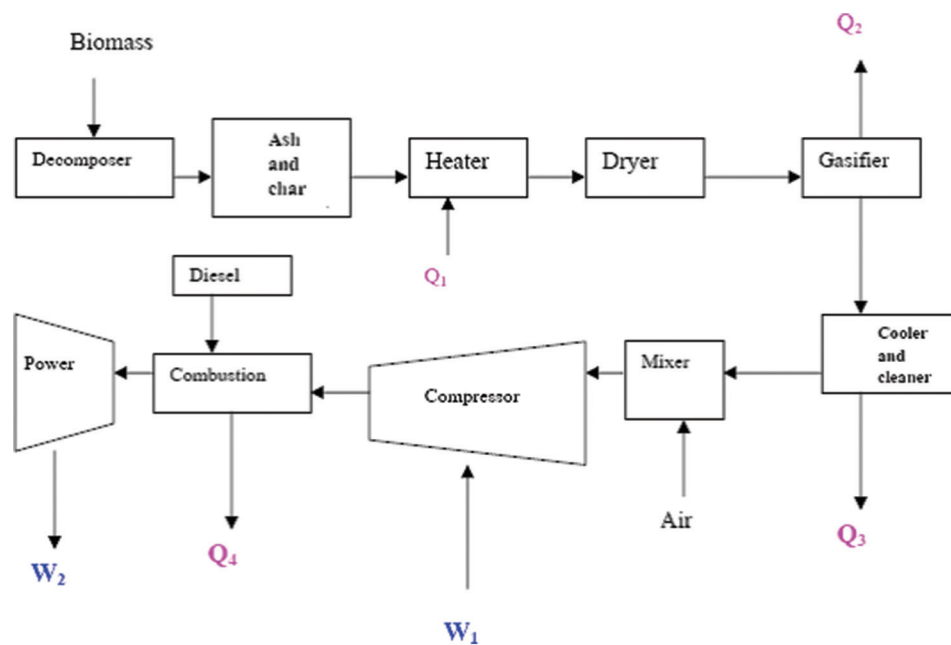 Biomass
Q₂
Decomposer
Ash
and
char
Heater
Dryer
Gasifier
Q₁
Diesel
Power
Combustion
Compressor
Mixer
Cooler
and
cleaner
Air
Q₃
Q₄
W₂
W₁